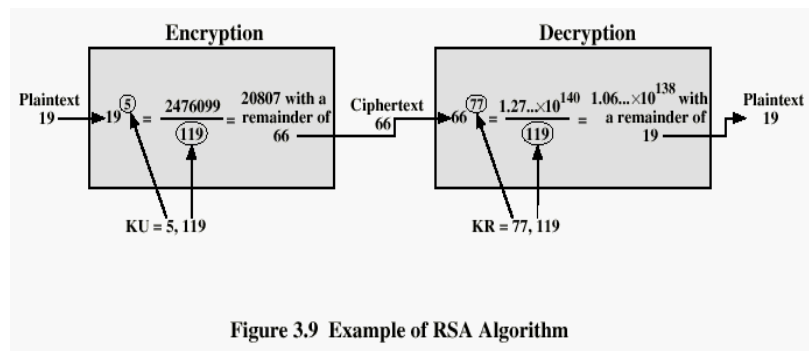 Encryption
Decryption
Plaintext
19
19 5 = 2476099 / 119 = 20807 with a
remainder of
66
Ciphertext
66
66 77 = 1.27...×10 140 / 119 = 1.06...×10 138 with
a remainder of
19
Plaintext
19
KU = 5, 119
KR = 77, 119
Figure 3.9 Example of RSA Algorithm